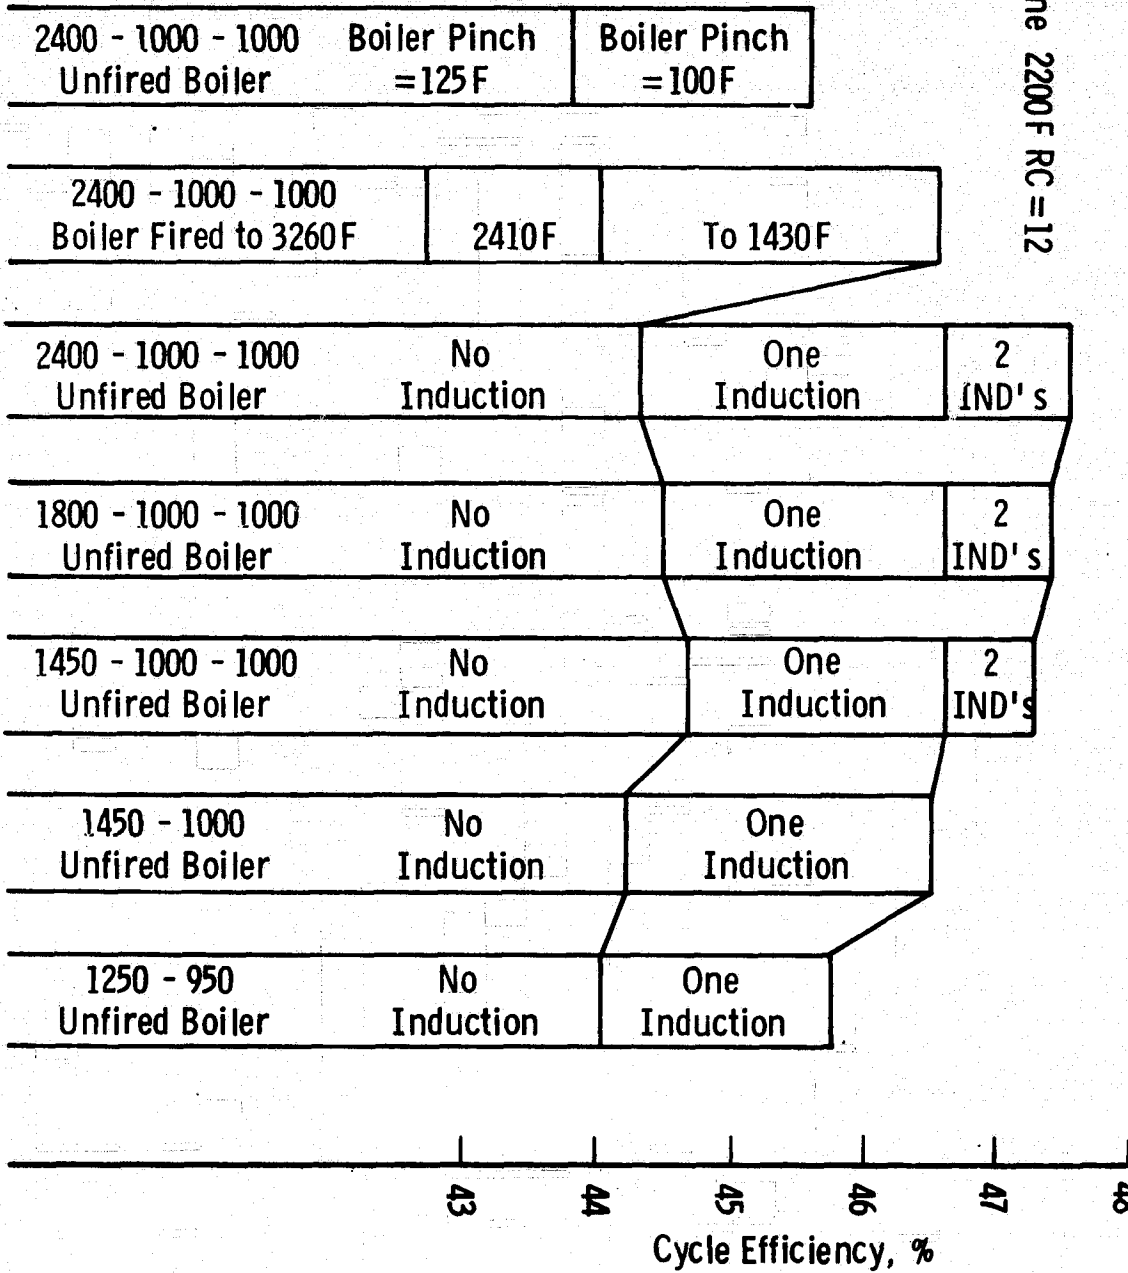 2400 - 1000 - 1000
Unfired Boiler
Boiler Pinch
=125F
Boiler Pinch
=100F
2200F RC=12
2400 - 1000 - 1000
Boiler Fired to 3260F
2410F
To 1430F
2400 - 1000 - 1000
Unfired Boiler
No
Induction
One
Induction
2
IND's
1800 - 1000 - 1000
Unfired Boiler
No
Induction
One
Induction
2
IND's
1450 - 1000 - 1000
Unfired Boiler
No
Induction
One
Induction
2
IND's
1450 - 1000
Unfired Boiler
No
Induction
One
Induction
1250 - 950
Unfired Boiler
No
Induction
One
Induction
43
44
45
46
47
48
Cycle Efficiency, %